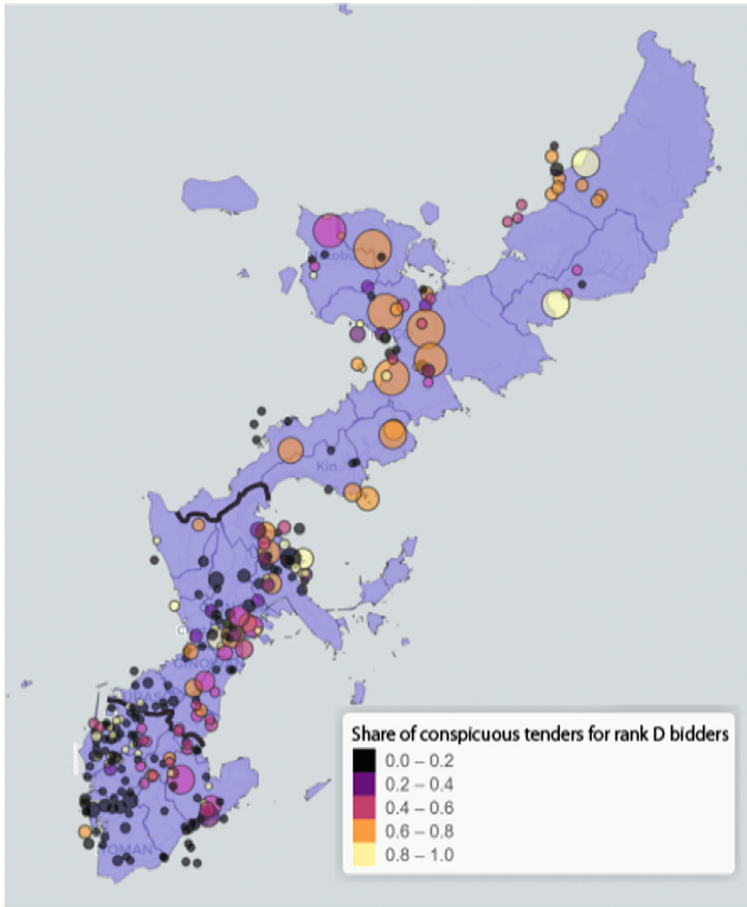 Kin
Share of conspicuous tenders for rank D bidders
0.0 – 0.2
0.2 – 0.4
0.4 – 0.6
0.6 – 0.8
0.8 – 1.0